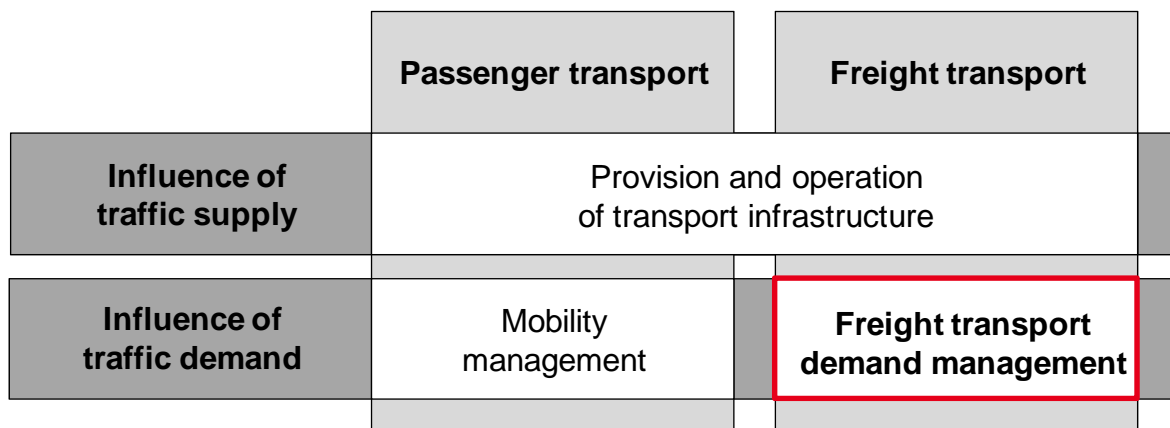 Passenger transport
Freight transport
Influence of
traffic supply
Provision and operation
of transport infrastructure
Influence of
traffic demand
Mobility
management
Freight transport
demand management